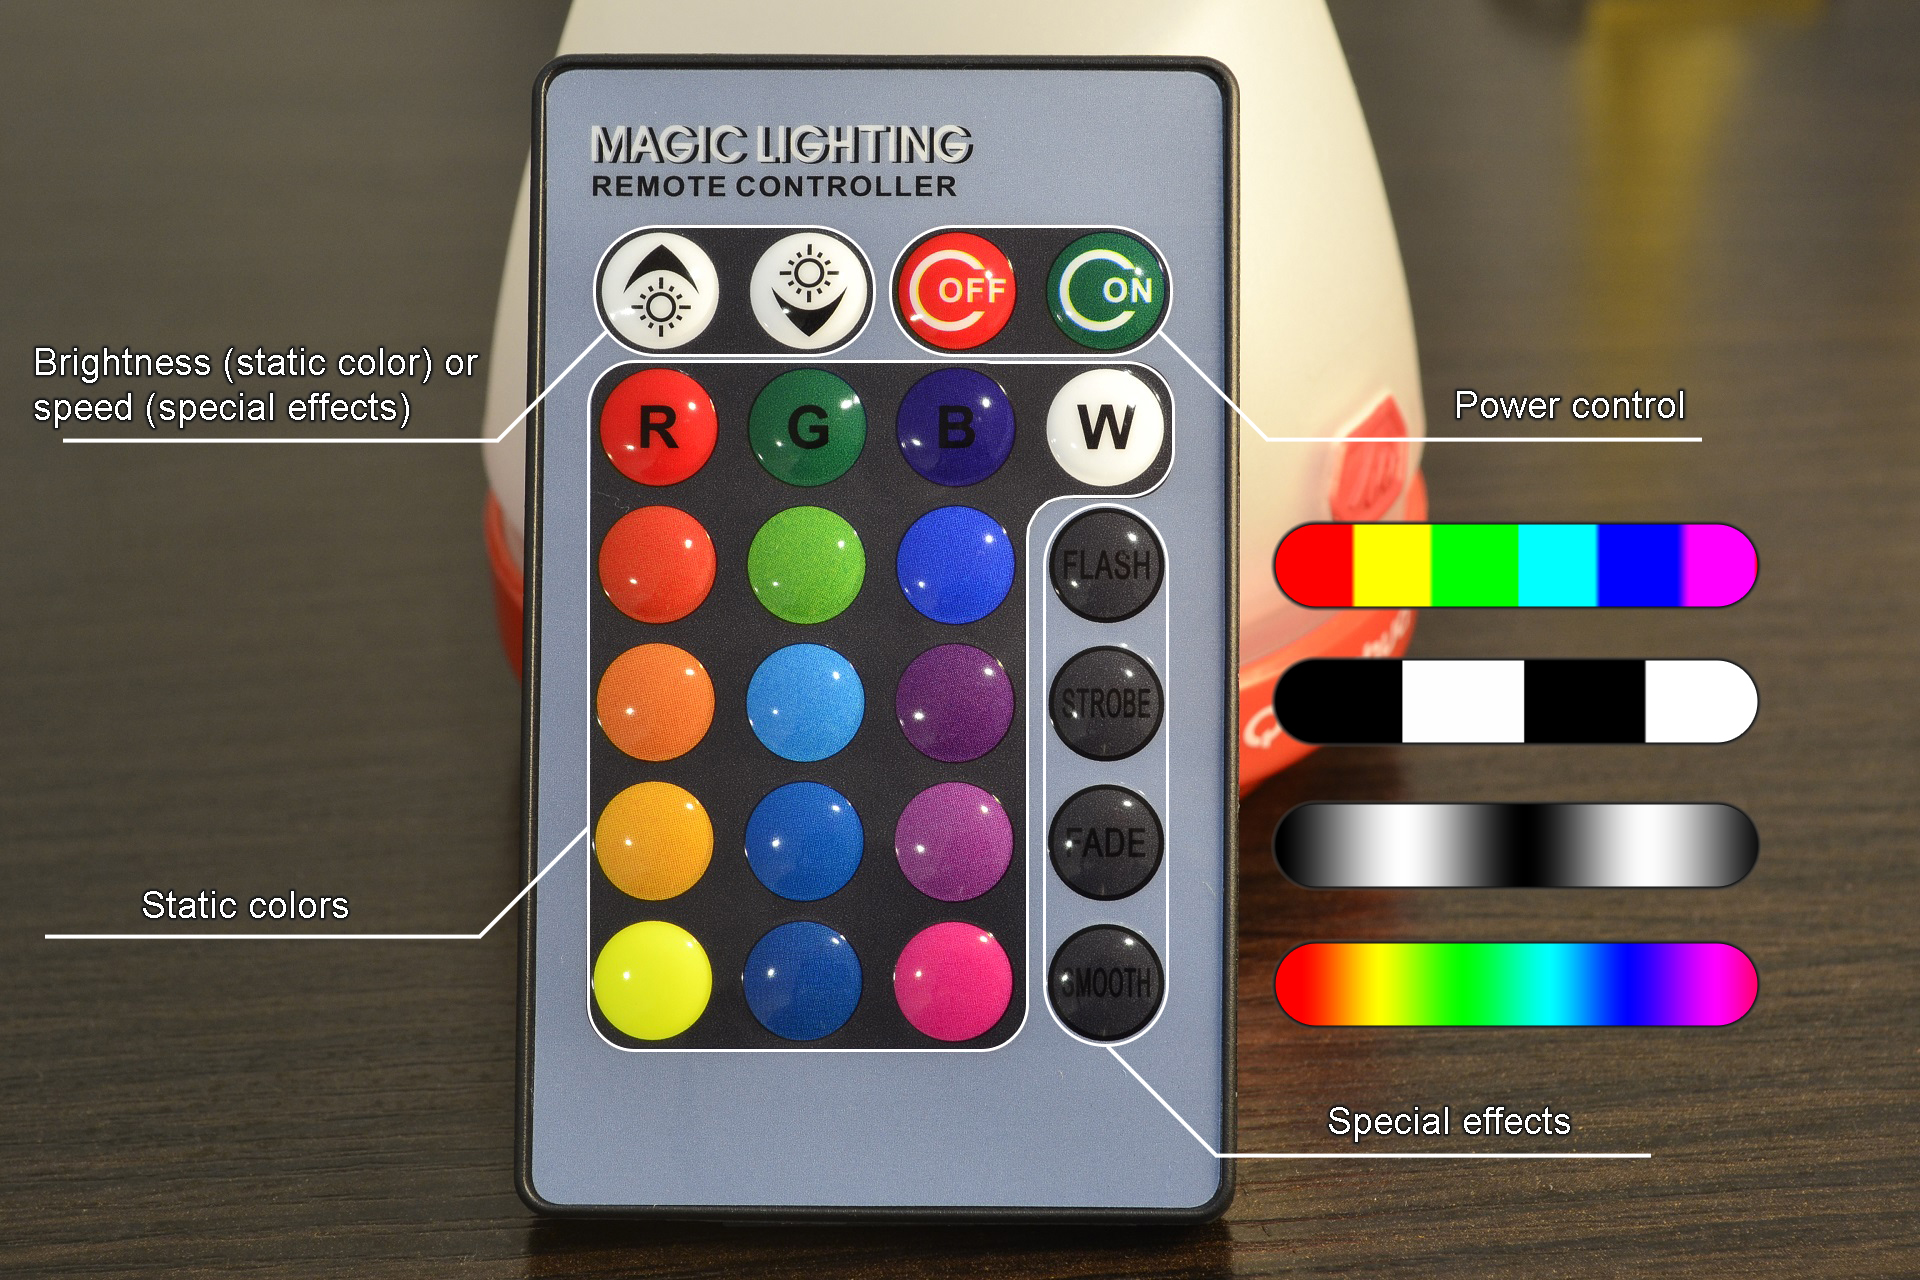 MAGIC LIGHTING
REMOTE CONTROLLER
OFF
ON
Brightness (static color) or
speed (special effects)
Power control
R
G
B
W
FLASH
STROBE
FADE
Static colors
SMOOTH
Special effects